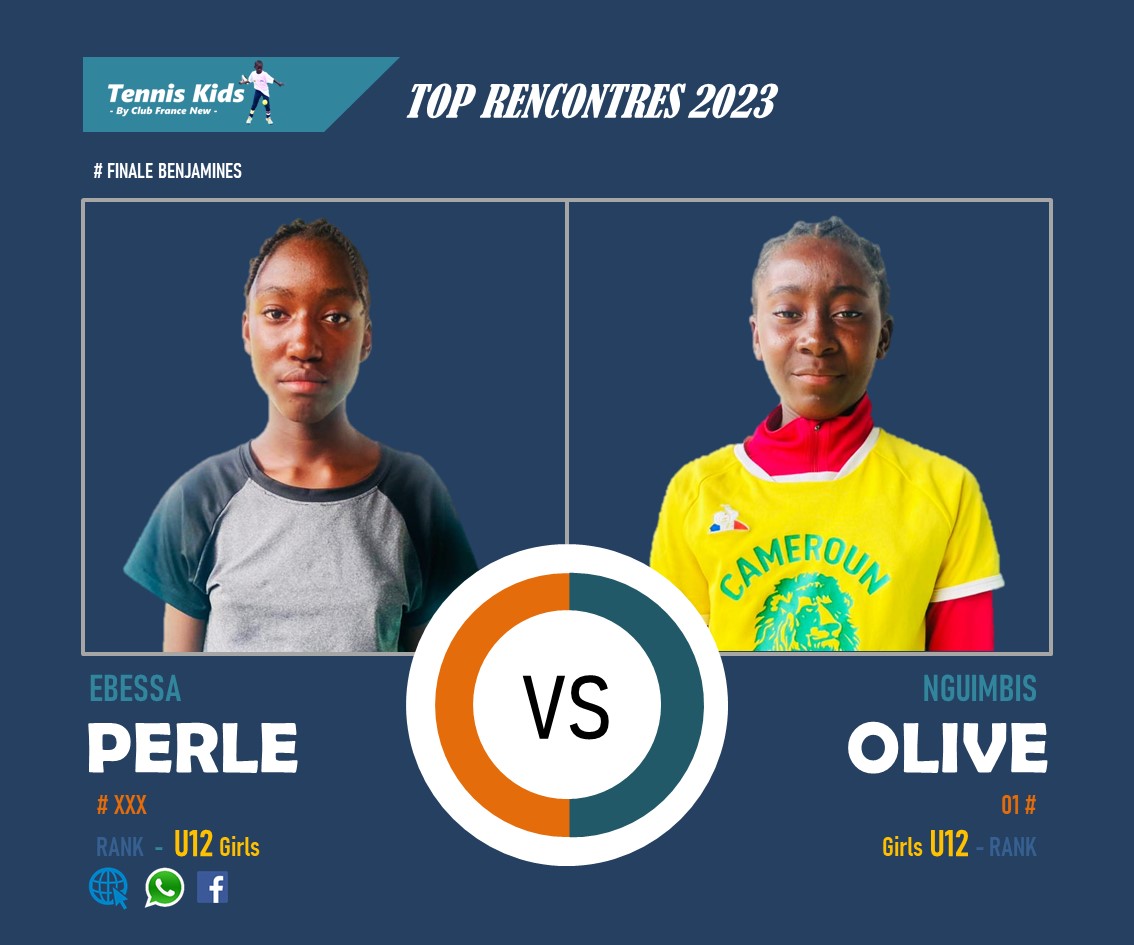 Tennis Kids
- By Club France New -
TOP RENCONTRES 2023
# FINALE BENJAMINES
CAMEROUN
VS
EBESSA
PERLE
# XXX
RANK - U12 Girls
NGUIMBIS
OLIVE
01 #
Girls U12 - RANK